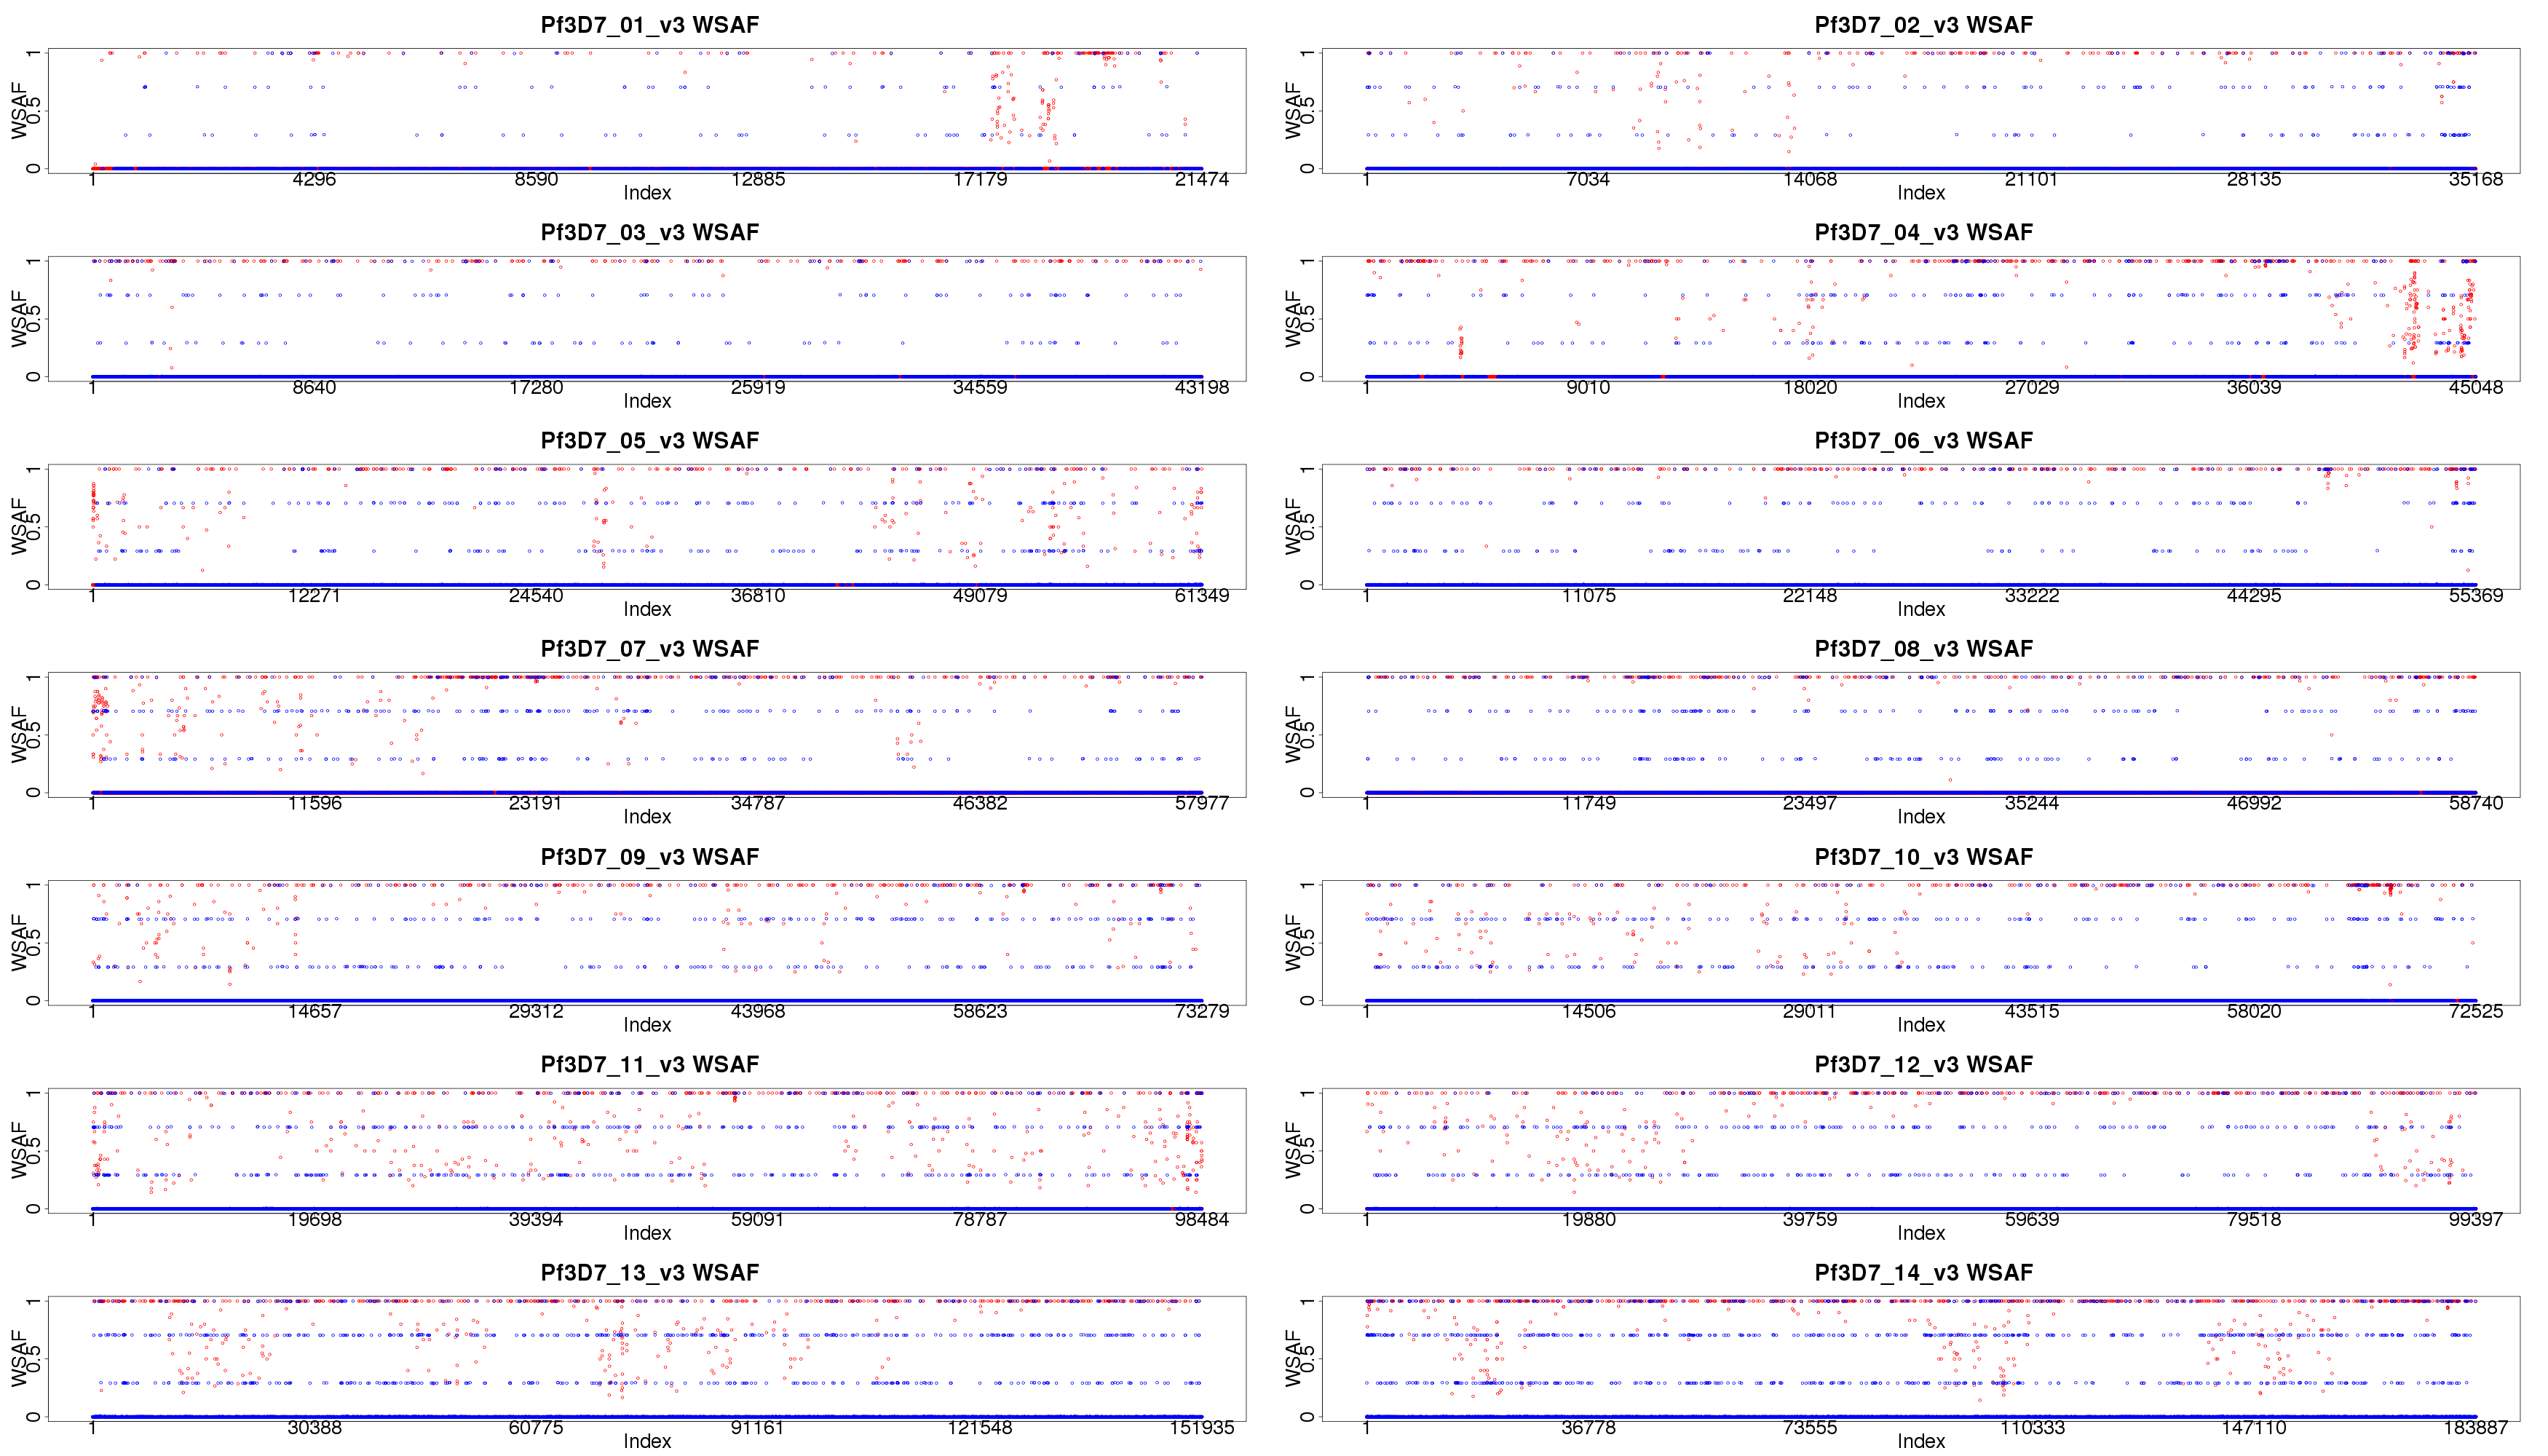 Pf3D7_01_v3 WSAF
WSAF
0 0.5 1
1 4296 8590 12885 17179 21474
Index
Pf3D7_02_v3 WSAF
WSAF
0 0.5 1
1 7034 14068 21101 28135 35168
Index
Pf3D7_03_v3 WSAF
WSAF
0 0.5 1
1 8640 17280 25919 34559 43198
Index
Pf3D7_04_v3 WSAF
WSAF
0 0.5 1
1 9010 18020 27029 36039 45048
Index
Pf3D7_05_v3 WSAF
WSAF
0 0.5 1
1 12271 24540 36810 49079 61349
Index
Pf3D7_06_v3 WSAF
WSAF
0 0.5 1
1 11075 22148 33222 44295 55369
Index
Pf3D7_07_v3 WSAF
WSAF
0 0.5 1
1 11596 23191 34787 46382 57977
Index
Pf3D7_08_v3 WSAF
WSAF
0 0.5 1
1 11749 23497 35244 46992 58740
Index
Pf3D7_09_v3 WSAF
WSAF
0 0.5 1
1 14657 29312 43968 58623 73279
Index
Pf3D7_10_v3 WSAF
WSAF
0 0.5 1
1 14506 29011 43515 58020 72525
Index
Pf3D7_11_v3 WSAF
WSAF
0 0.5 1
1 19698 39394 59091 78787 98484
Index
Pf3D7_12_v3 WSAF
WSAF
0 0.5 1
1 19880 39759 59639 79518 99397
Index
Pf3D7_13_v3 WSAF
WSAF
0 0.5 1
1 30388 60775 91161 121548 151935
Index
Pf3D7_14_v3 WSAF
WSAF
0 0.5 1
1 36778 73555 110333 147110 183887
Index